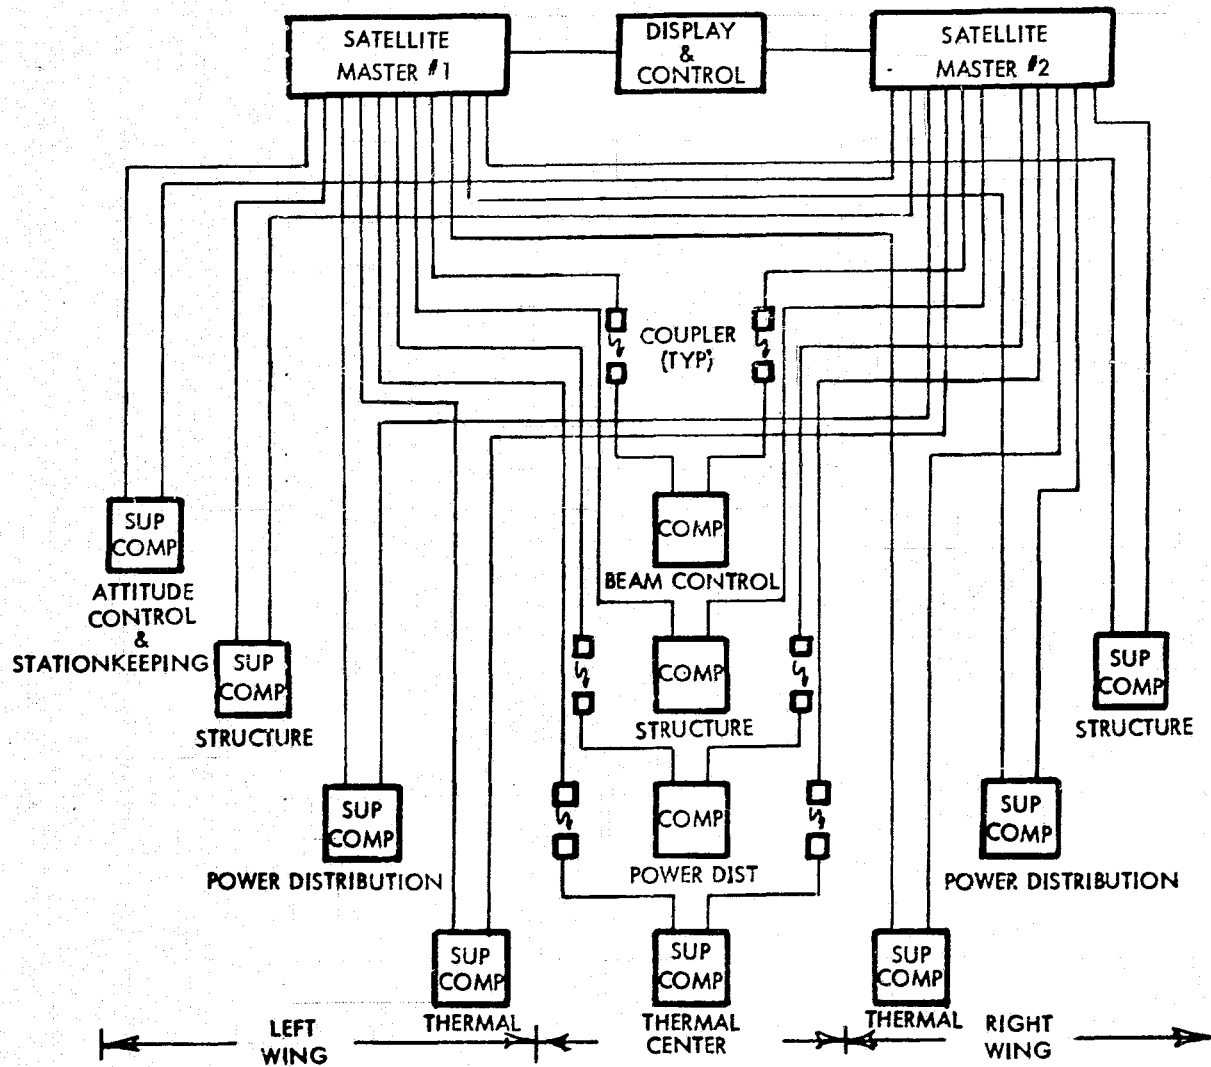 SATELLITE
MASTER #1
DISPLAY
&
CONTROL
SATELLITE
MASTER #2
COUPLER
(TYP)
SUP
COMP
ATTITUDE
CONTROL
&
STATIONKEEPING
COMP
BEAM CONTROL
SUP
COMP
STRUCTURE
COMP
STRUCTURE
SUP
COMP
STRUCTURE
SUP
COMP
POWER DISTRIBUTION
COMP
POWER DIST
SUP
COMP
POWER DISTRIBUTION
SUP
COMP
THERMAL
SUP
COMP
THERMAL
SUP
COMP
THERMAL
LEFT
WING
CENTER
RIGHT
WING